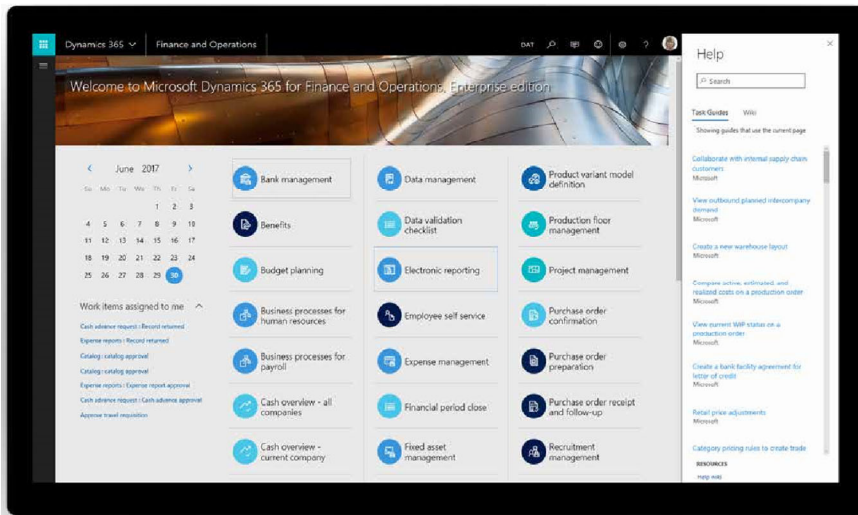 Dynamics 365
Finance and Operations
DAT
?
Welcome to Microsoft Dynamics 365 for Finance and Operations, Enterprise edition
June 2017
Su Mo Tu We Th Fr Sa
1 2 3
4 5 6 7 8 9 10
11 12 13 14 15 16 17
18 19 20 21 22 23 24
25 26 27 28 29 30
Work items assigned to me
Cash advance request : Record returned
Expense reports : Record returned
Catalog : catalog approval
Catalog : catalog approval
Expense reports : Expense report approval
Cash advance request : Cash advance approval
Approve travel requisition
Bank management
Benefits
Budget planning
Business processes for
human resources
Business processes for
payroll
Cash overview - all
companies
Cash overview -
current company
Data management
Data validation
checklist
Electronic reporting
Employee self service
Expense management
Financial period close
Fixed asset
management
Product variant model
definition
Production floor
management
Project management
Purchase order
confirmation
Purchase order
preparation
Purchase order receipt
and follow-up
Recruitment
management
Help
Search
Task Guides
Wiki
Showing guides that use the current page
Collaborate with internal supply chain
customers
Microsoft
View outbound planned intercompany
demand
Microsoft
Create a new warehouse layout
Microsoft
Compare active, estimated, and
realized costs on a production order
Microsoft
View current WIP status on a
production order
Microsoft
Create a bank facility agreement for
letter of credit
Microsoft
Retail price adjustments
Microsoft
Category pricing rules to create trade
RESOURCES
Help wiki